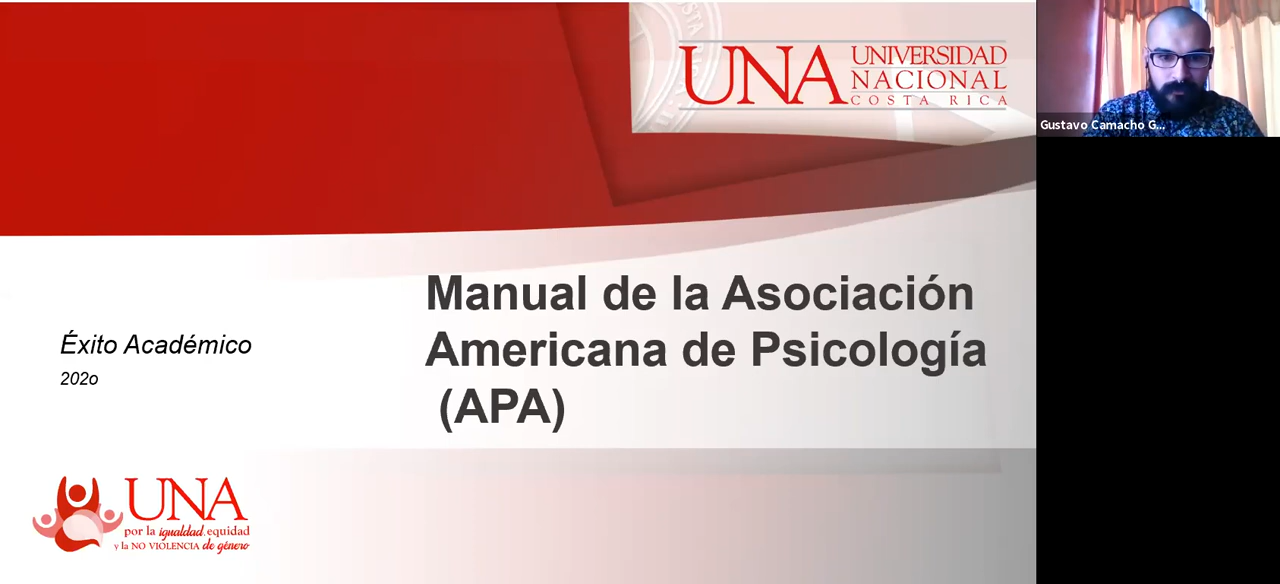 UNA UNIVERSIDAD
NACIONAL
COSTA RICA
Gustavo Camacho G...
Manual de la Asociación
Americana de Psicología
(APA)
Éxito Académico
202o
UNA
por la igualdad, equidad
y la NO VIOLENCIA de género